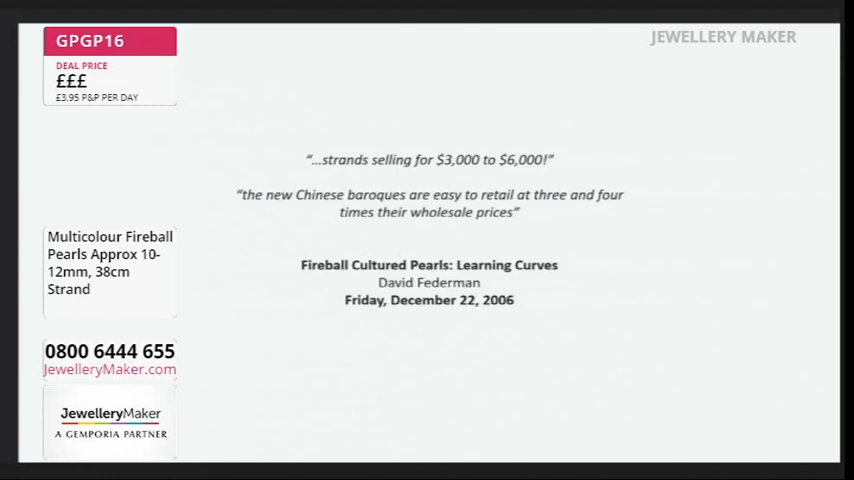 GPGP16
DEAL PRICE
£££
£3.95 P&P PER DAY
JEWELLERY MAKER
“...strands selling for $3,000 to $6,000!”
“the new Chinese baroques are easy to retail at three and four
times their wholesale prices”
Fireball Cultured Pearls: Learning Curves
David Federman
Friday, December 22, 2006
Multicolour Fireball
Pearls Approx 10-
12mm, 38cm
Strand
0800 6444 655
JewelleryMaker.com
JewelleryMaker
A GEMPORIA PARTNER